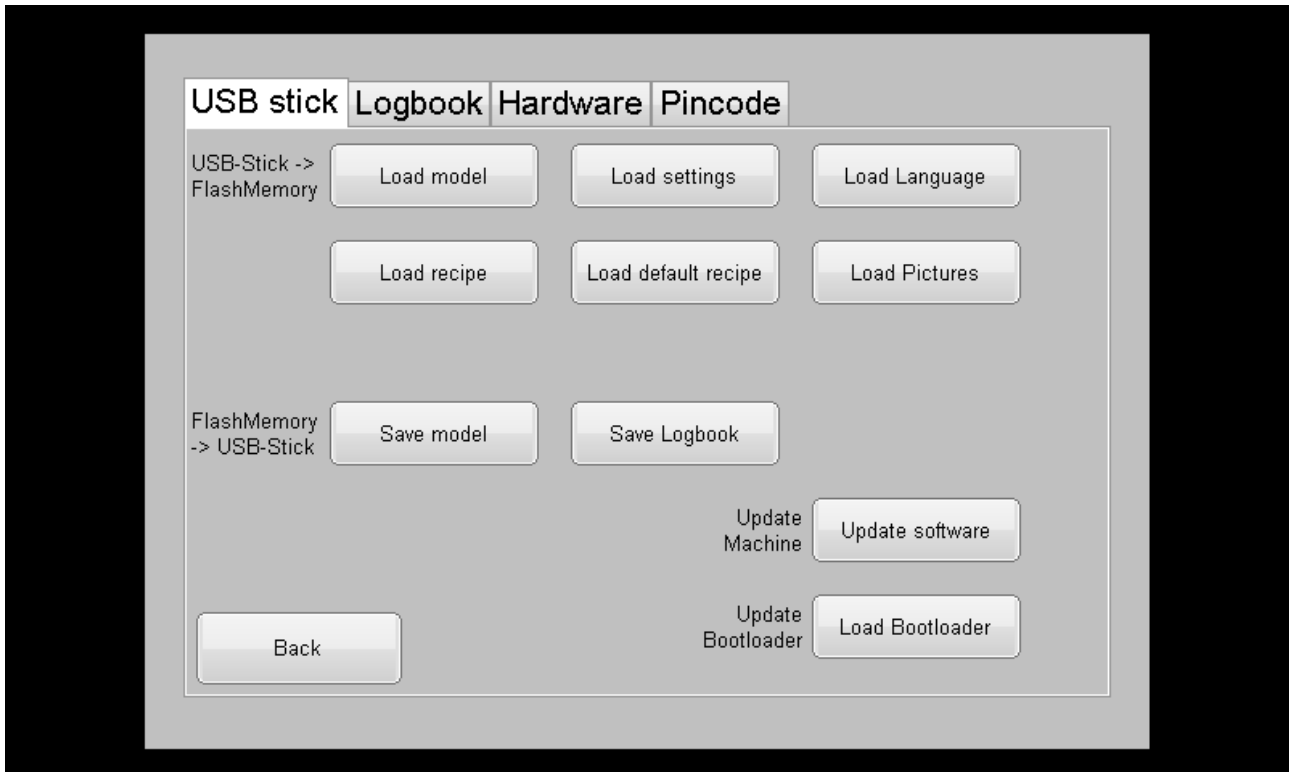 USB stick Logbook Hardware Pincode
USB-Stick ->
FlashMemory
Load model
Load settings
Load Language
Load recipe
Load default recipe
Load Pictures
FlashMemory
-> USB-Stick
Save model
Save Logbook
Update
Machine
Update software
Update
Bootloader
Load Bootloader
Back